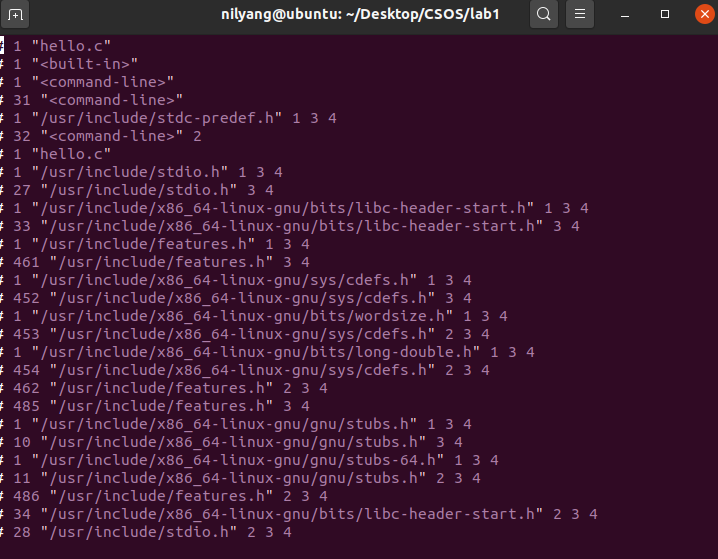 nilyang@ubuntu: ~/Desktop/CSOS/lab1
# 1 "hello.c"
# 1 "<built-in>"
# 1 "<command-line>"
# 31 "<command-line>"
# 1 "/usr/include/stdc-predef.h" 1 3 4
# 32 "<command-line>" 2
# 1 "hello.c"
# 1 "/usr/include/stdio.h" 1 3 4
# 27 "/usr/include/stdio.h" 3 4
# 1 "/usr/include/x86_64-linux-gnu/bits/libc-header-start.h" 1 3 4
# 33 "/usr/include/x86_64-linux-gnu/bits/libc-header-start.h" 3 4
# 1 "/usr/include/features.h" 1 3 4
# 461 "/usr/include/features.h" 3 4
# 1 "/usr/include/x86_64-linux-gnu/sys/cdefs.h" 1 3 4
# 452 "/usr/include/x86_64-linux-gnu/sys/cdefs.h" 3 4
# 1 "/usr/include/x86_64-linux-gnu/bits/wordsize.h" 1 3 4
# 453 "/usr/include/x86_64-linux-gnu/sys/cdefs.h" 2 3 4
# 1 "/usr/include/x86_64-linux-gnu/bits/long-double.h" 1 3 4
# 454 "/usr/include/x86_64-linux-gnu/sys/cdefs.h" 2 3 4
# 462 "/usr/include/features.h" 2 3 4
# 485 "/usr/include/features.h" 3 4
# 1 "/usr/include/x86_64-linux-gnu/gnu/stubs.h" 1 3 4
# 10 "/usr/include/x86_64-linux-gnu/gnu/stubs.h" 3 4
# 1 "/usr/include/x86_64-linux-gnu/gnu/stubs-64.h" 1 3 4
# 11 "/usr/include/x86_64-linux-gnu/gnu/stubs.h" 2 3 4
# 486 "/usr/include/features.h" 2 3 4
# 34 "/usr/include/x86_64-linux-gnu/bits/libc-header-start.h" 2 3 4
# 28 "/usr/include/stdio.h" 2 3 4